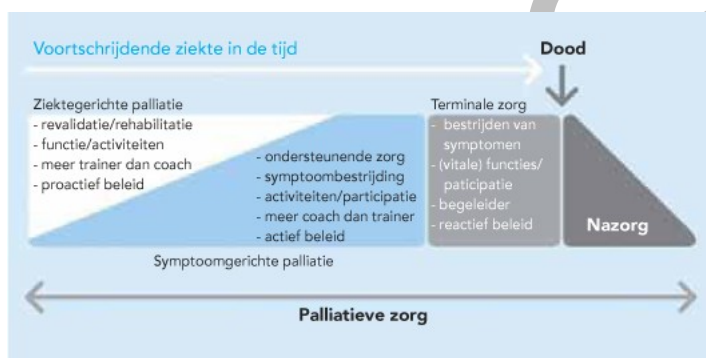 Voortschrijdende ziekte in de tijd
Dood
Ziektegerichte palliatie
- revalidatie/rehabilitatie
- functie/activiteiten
- meer trainer dan coach
- proactief beleid
- ondersteunende zorg
- symptoombestrijding
- activiteiten/participatie
- meer coach dan trainer
- actief beleid
Symptoomgerichte palliatie
Terminale zorg
- bestrijden van
symptomen
- (vitale) functies/
paticipatie
- begeleider
- reactief beleid
Nazorg
Palliatieve zorg